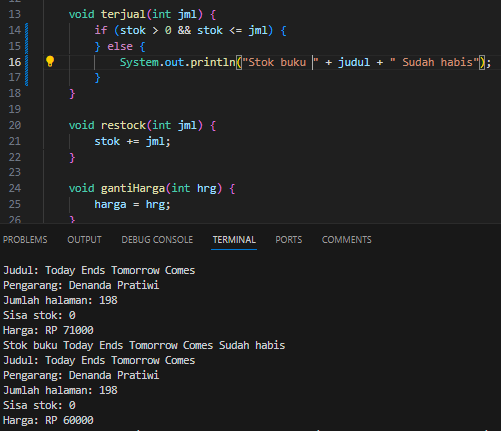 13 void terjual(int jml) {
14 if (stok > 0 && stok <= jml) {
15 } else {
16 System.out.println("Stok buku " + judul + " Sudah habis");
17 }
18 }
19
20 void restock(int jml) {
21 stok += jml;
22 }
23
24 void gantiHarga(int hrg) {
25 harga = hrg;
26 }
PROBLEMS OUTPUT DEBUG CONSOLE TERMINAL PORTS COMMENTS
Judul: Today Ends Tomorrow Comes
Pengarang: Denanda Pratiwi
Jumlah halaman: 198
Sisa stok: 0
Harga: RP 71000
Stok buku Today Ends Tomorrow Comes Sudah habis
Judul: Today Ends Tomorrow Comes
Pengarang: Denanda Pratiwi
Jumlah halaman: 198
Sisa stok: 0
Harga: RP 60000